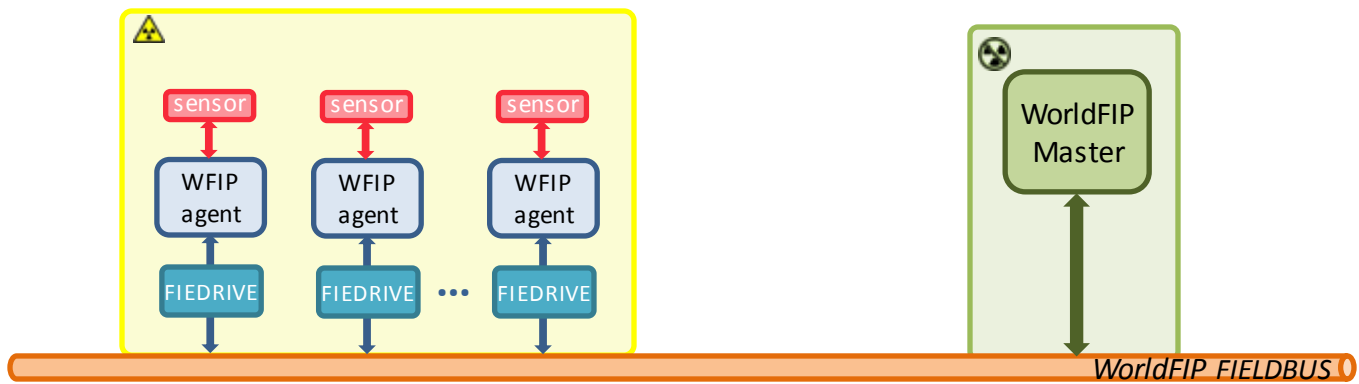 sensor
sensor
sensor
WFIP
agent
WFIP
agent
WFIP
agent
FIEDRIVE
FIEDRIVE
...
FIEDRIVE
WorldFIP
Master
WorldFIP FIELDBUS